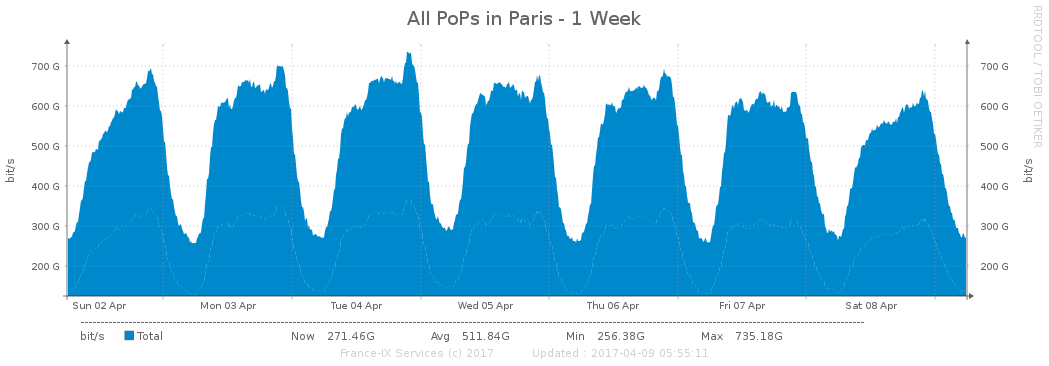 All PoPs in Paris - 1 Week
RRDTOOL / TOBI OETIKER
bit/s
700 G
600 G
500 G
400 G
300 G
200 G
700 G
600 G
500 G
400 G
300 G
200 G
bit/s
Sun 02 Apr Mon 03 Apr Tue 04 Apr Wed 05 Apr Thu 06 Apr Fri 07 Apr Sat 08 Apr
bit/s Total Now 271.46G Avg 511.84G Min 256.38G Max 735.18G
France-IX Services (c) 2017 Updated : 2017-04-09 05:55:11